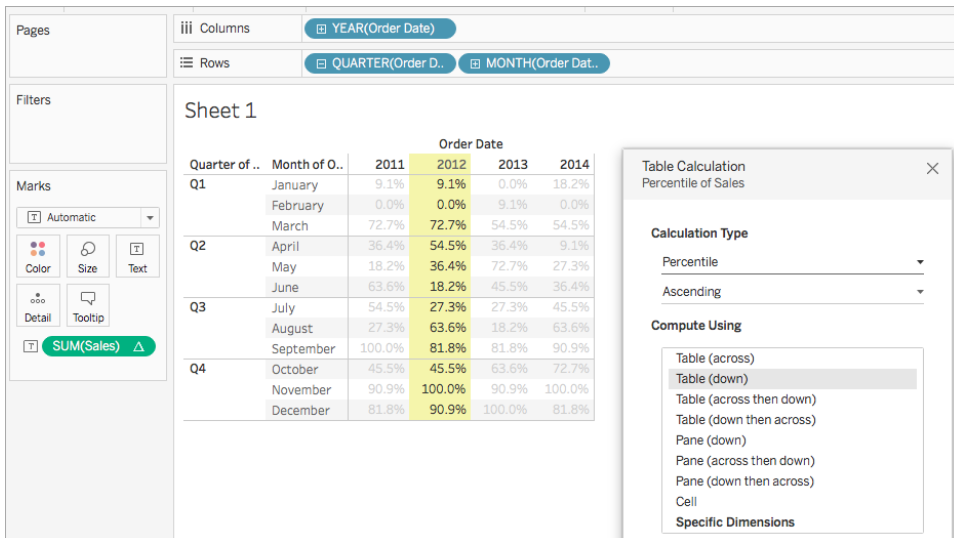 Pages
Columns
YEAR(Order Date)
Rows
QUARTER(Order D..
MONTH(Order Dat..
Filters
Marks
T Automatic
Color
Size
T
Text
Detail
Tooltip
T SUM(Sales) △
Sheet 1
Order Date
Quarter of .. Month of O.. 2011 2012 2013 2014
Q1 January 9.1% 9.1% 0.0% 18.2%
February 0.0% 0.0% 9.1% 0.0%
March 72.7% 72.7% 54.5% 54.5%
Q2 April 36.4% 54.5% 36.4% 9.1%
May 18.2% 36.4% 72.7% 27.3%
June 63.6% 18.2% 45.5% 36.4%
Q3 July 54.5% 27.3% 27.3% 45.5%
August 27.3% 63.6% 18.2% 63.6%
September 100.0% 81.8% 81.8% 90.9%
Q4 October 45.5% 45.5% 63.6% 72.7%
November 90.9% 100.0% 90.9% 100.0%
December 81.8% 90.9% 100.0% 81.8%
Table Calculation
Percentile of Sales
Calculation Type
Percentile
Ascending
Compute Using
Table (across)
Table (down)
Table (across then down)
Table (down then across)
Pane (down)
Pane (across then down)
Pane (down then across)
Cell
Specific Dimensions